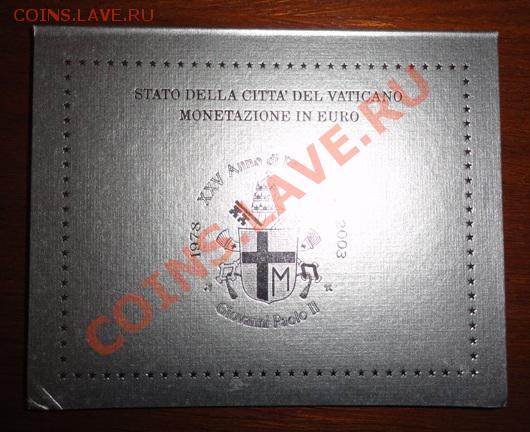 COINS.LAVE.RU
STATO DELLA CITTA' DEL VATICANO
MONETAZIONE IN EURO
XXV Anno di
1978
2003
M
Giovanni Paolo II
COINS.LAVE.RU